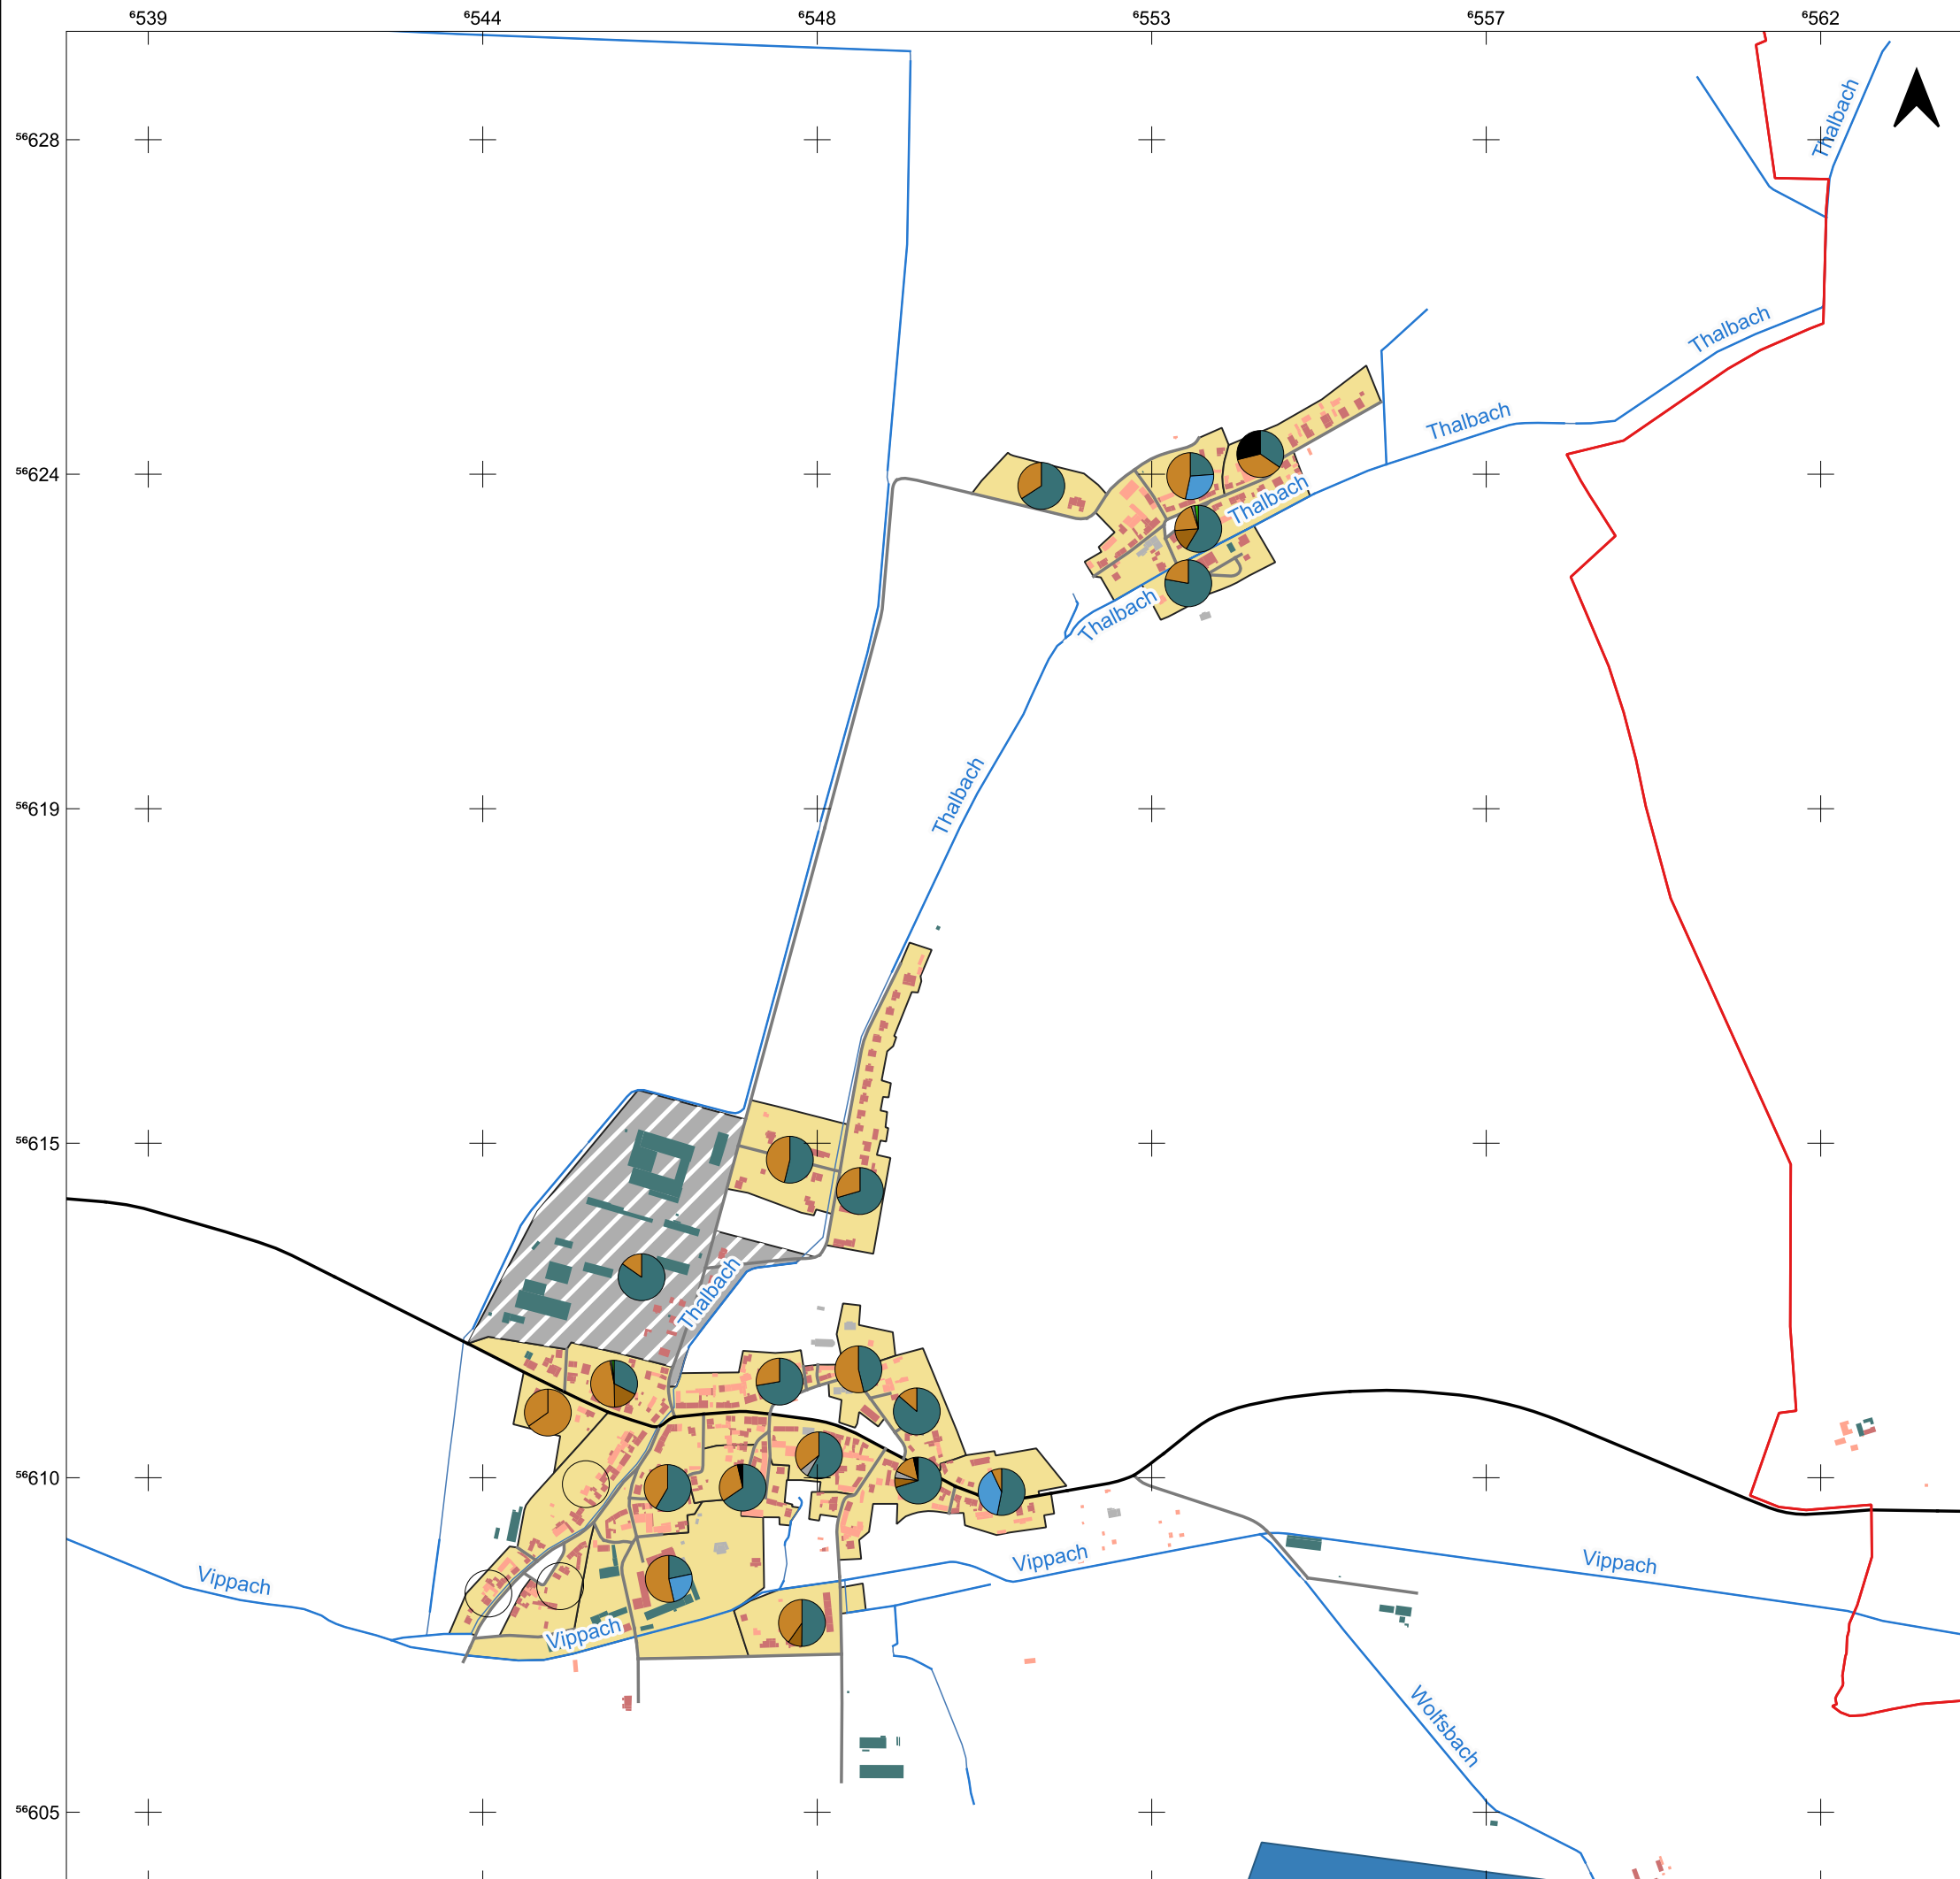 ⁶539 ⁶544 ⁶548 ⁶553 ⁶557 ⁶562
Thalbach
⁵⁶628
Thalbach
Thalbach
⁵⁶624
Thalbach
Thalbach
Thalbach
⁵⁶619
⁵⁶615
Thalbach
⁵⁶610
Vippach
Vippach
Vippach
Vippach
Wolfsbach
⁵⁶605